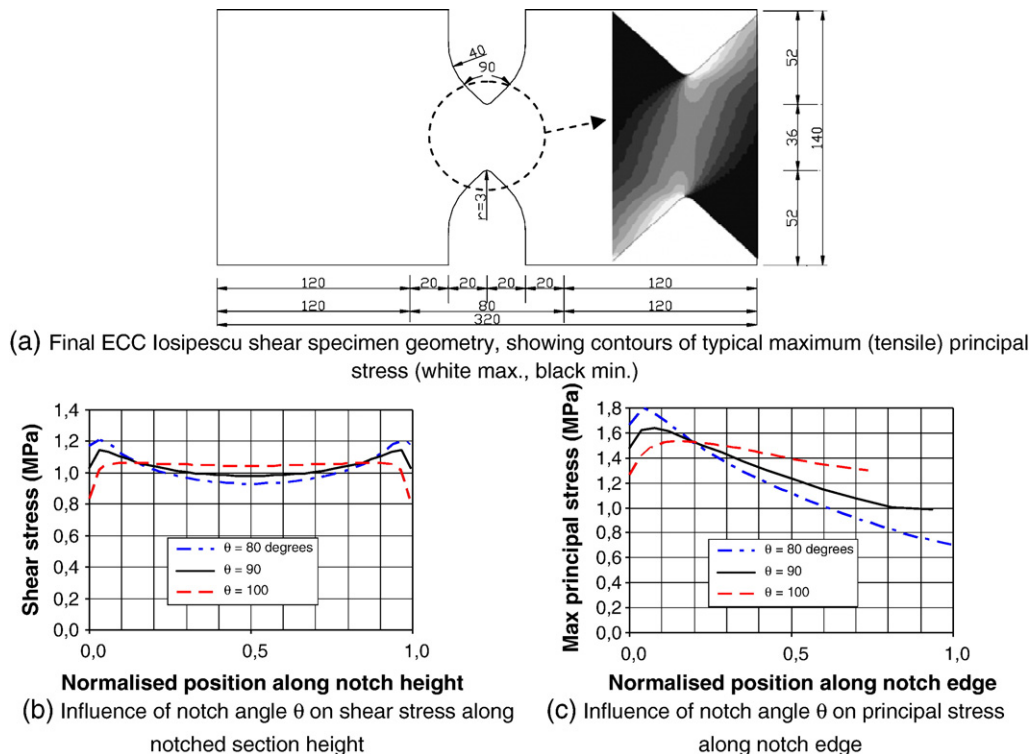 40
90
r=3
52
36
140
52
120 20 20 20 20 120
120 80 120
320
(a) Final ECC Iosipescu shear specimen geometry, showing contours of typical maximum (tensile) principal
stress (white max., black min.)
Shear stress (MPa)
1,4
1,2
1,0
0,8
0,6
0,4
0,2
0,0
θ = 80 degrees
θ = 90
θ = 100
0,0 0,5 1,0
Normalised position along notch height
(b) Influence of notch angle θ on shear stress along
notched section height
Max principal stress (MPa)
1,8
1,6
1,4
1,2
1,0
0,8
0,6
0,4
0,2
0,0
θ = 80 degrees
θ = 90
θ = 100
0,0 0,5 1,0
Normalised position along notch edge
(c) Influence of notch angle θ on principal stress
along notch edge